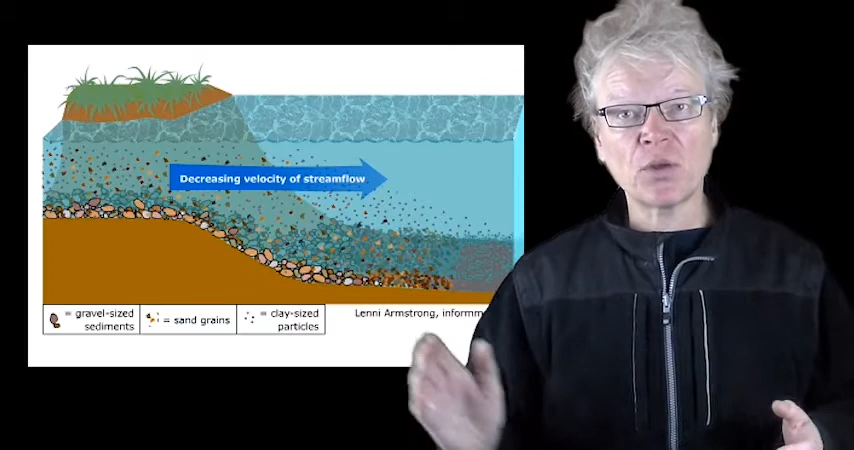 Decreasing velocity of streamflow
= gravel-sized
sediments
= sand grains
= clay-sized
particles
Lenni Armstrong,